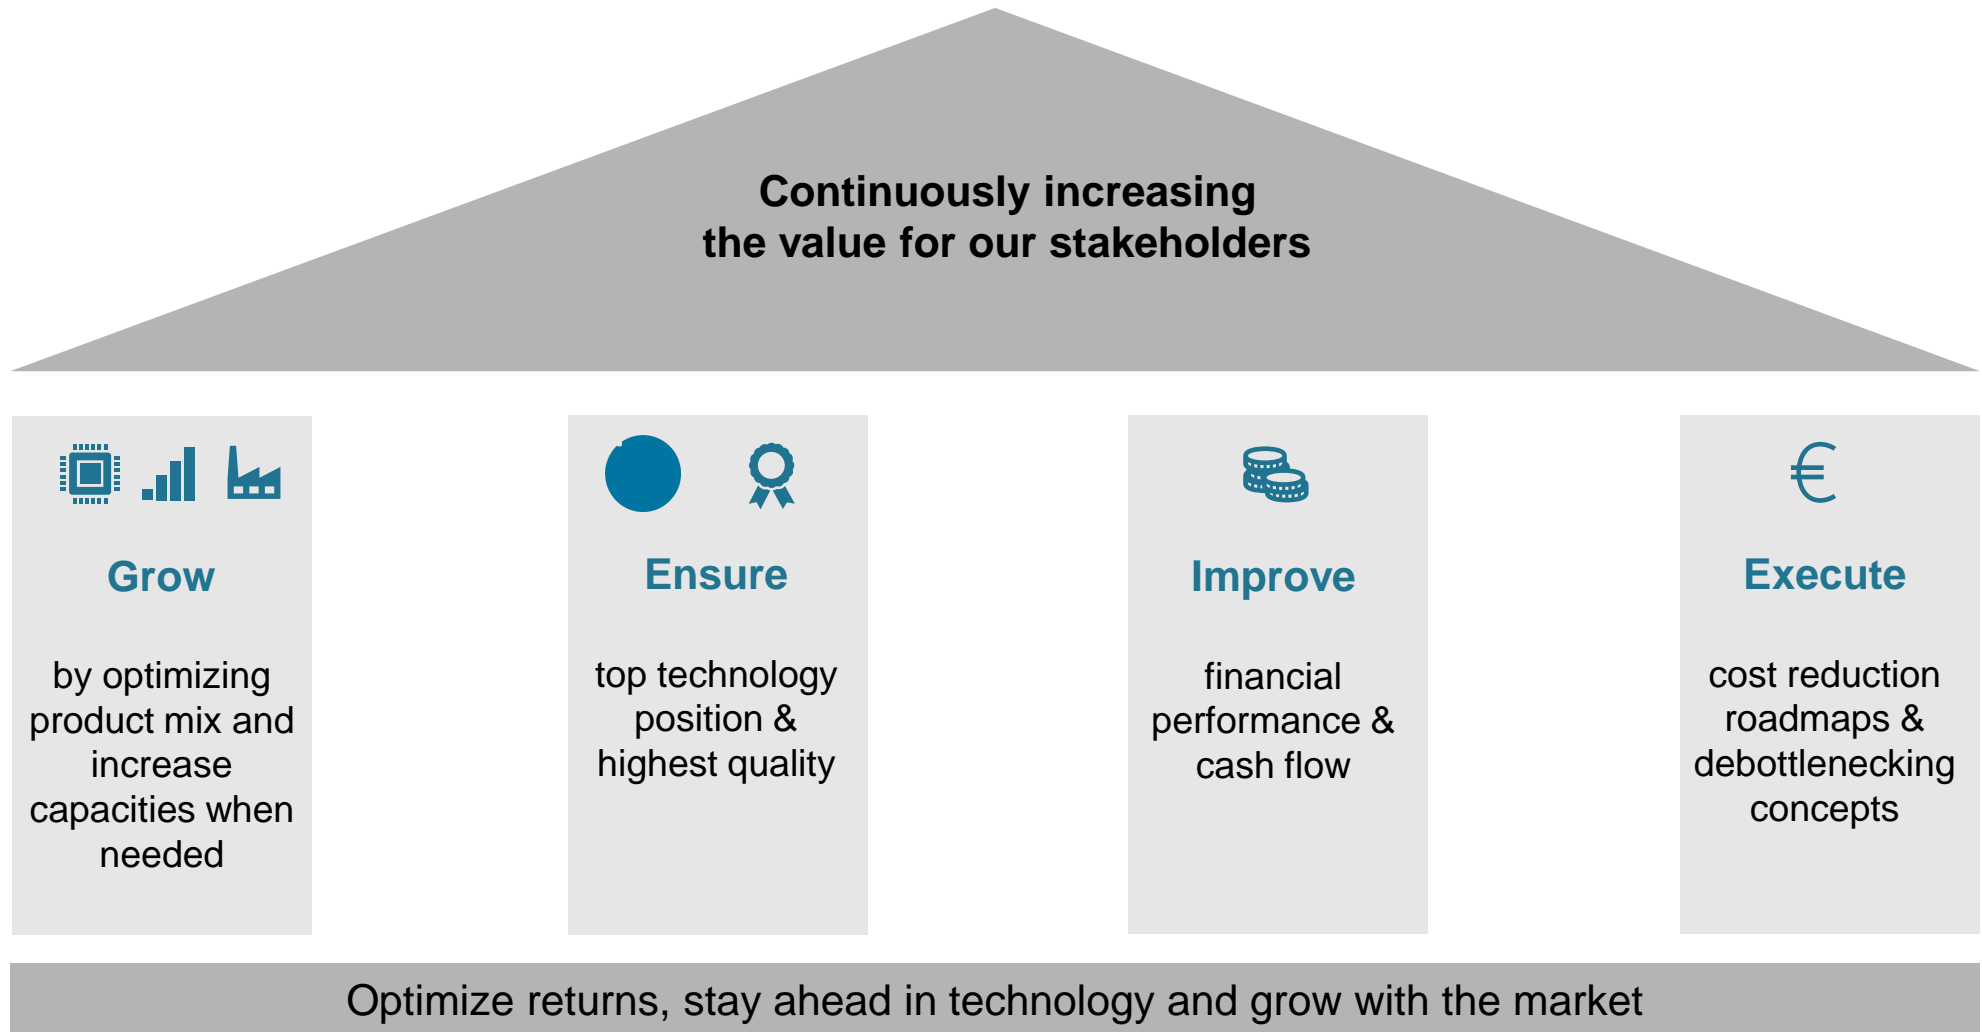 Continuously increasing
the value for our stakeholders
Grow
by optimizing
product mix and
increase
capacities when
needed
Ensure
top technology
position &
highest quality
Improve
financial
performance &
cash flow
€
Execute
cost reduction
roadmaps &
debottlenecking
concepts
Optimize returns, stay ahead in technology and grow with the market